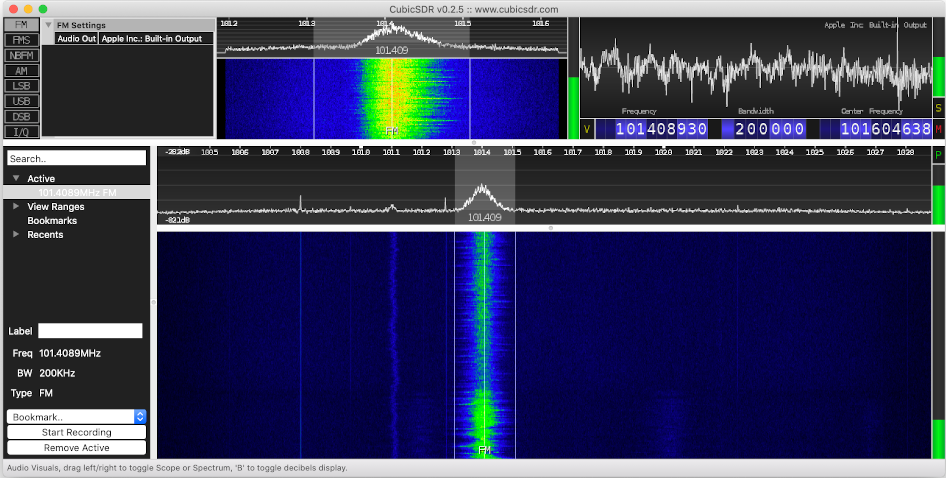 CubicSDR v0.2.5 :: www.cubicsdr.com
FM
FMS
NBFM
AM
LSB
USB
DSB
I/Q
FM Settings
Audio Out Apple Inc.: Built-in Output
101.2 101.3 101.4 101.5 101.6
101.409
FM
Apple Inc: Built-in Output
Frequency Bandwidth Center Frequency
V 101408930 200000 101604638
S
M
P
Search..
Active
101.4089MHz FM
View Ranges
Bookmarks
Recents
-28.2dB 100.5 100.6 100.7 100.8 100.9 101.0 101.1 101.2 101.3 101.4 101.5 101.6 101.7 101.8 101.9 102.0 102.1 102.2 102.3 102.4 102.5 102.6 102.7 102.8
101.409
-82.1dB
FM
Label
Freq 101.4089MHz
BW 200KHz
Type FM
Bookmark..
Start Recording
Remove Active
Audio Visuals, drag left/right to toggle Scope or Spectrum, 'B' to toggle decibels display.